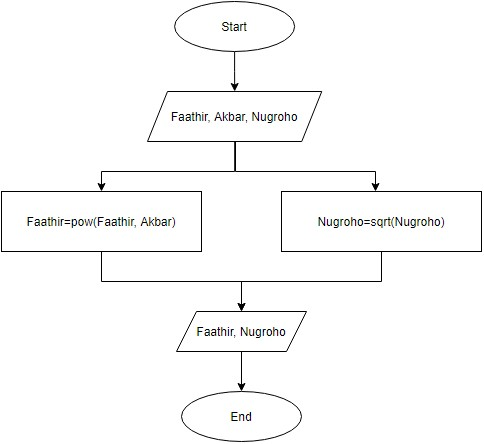 Start
Faathir, Akbar, Nugroho
Faathir=pow(Faathir, Akbar)
Nugroho=sqrt(Nugroho)
Faathir, Nugroho
End